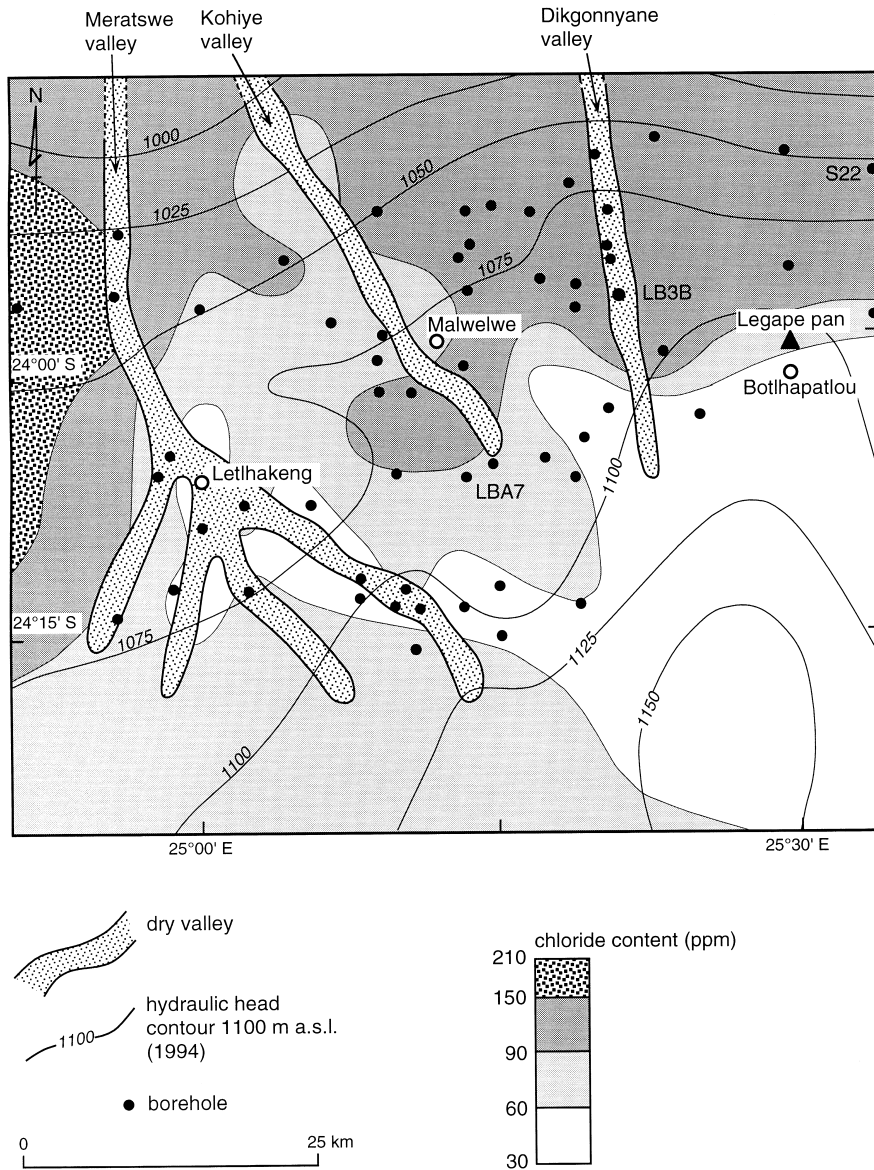 Meratswe
valley
Kohiye
valley
Dikgonnyane
valley
N
1000
1050
1025
S22
1075
LB3B
Malwelwe
Legape pan
24°00' S
Botlhapatlou
Letlhakeng
1100
LBA7
24°15' S
1075
1125
1150
1100
25°00' E
25°30' E
dry valley
hydraulic head
contour 1100 m a.s.l.
(1994)
1100
borehole
0 25 km
chloride content (ppm)
210
150
90
60
30